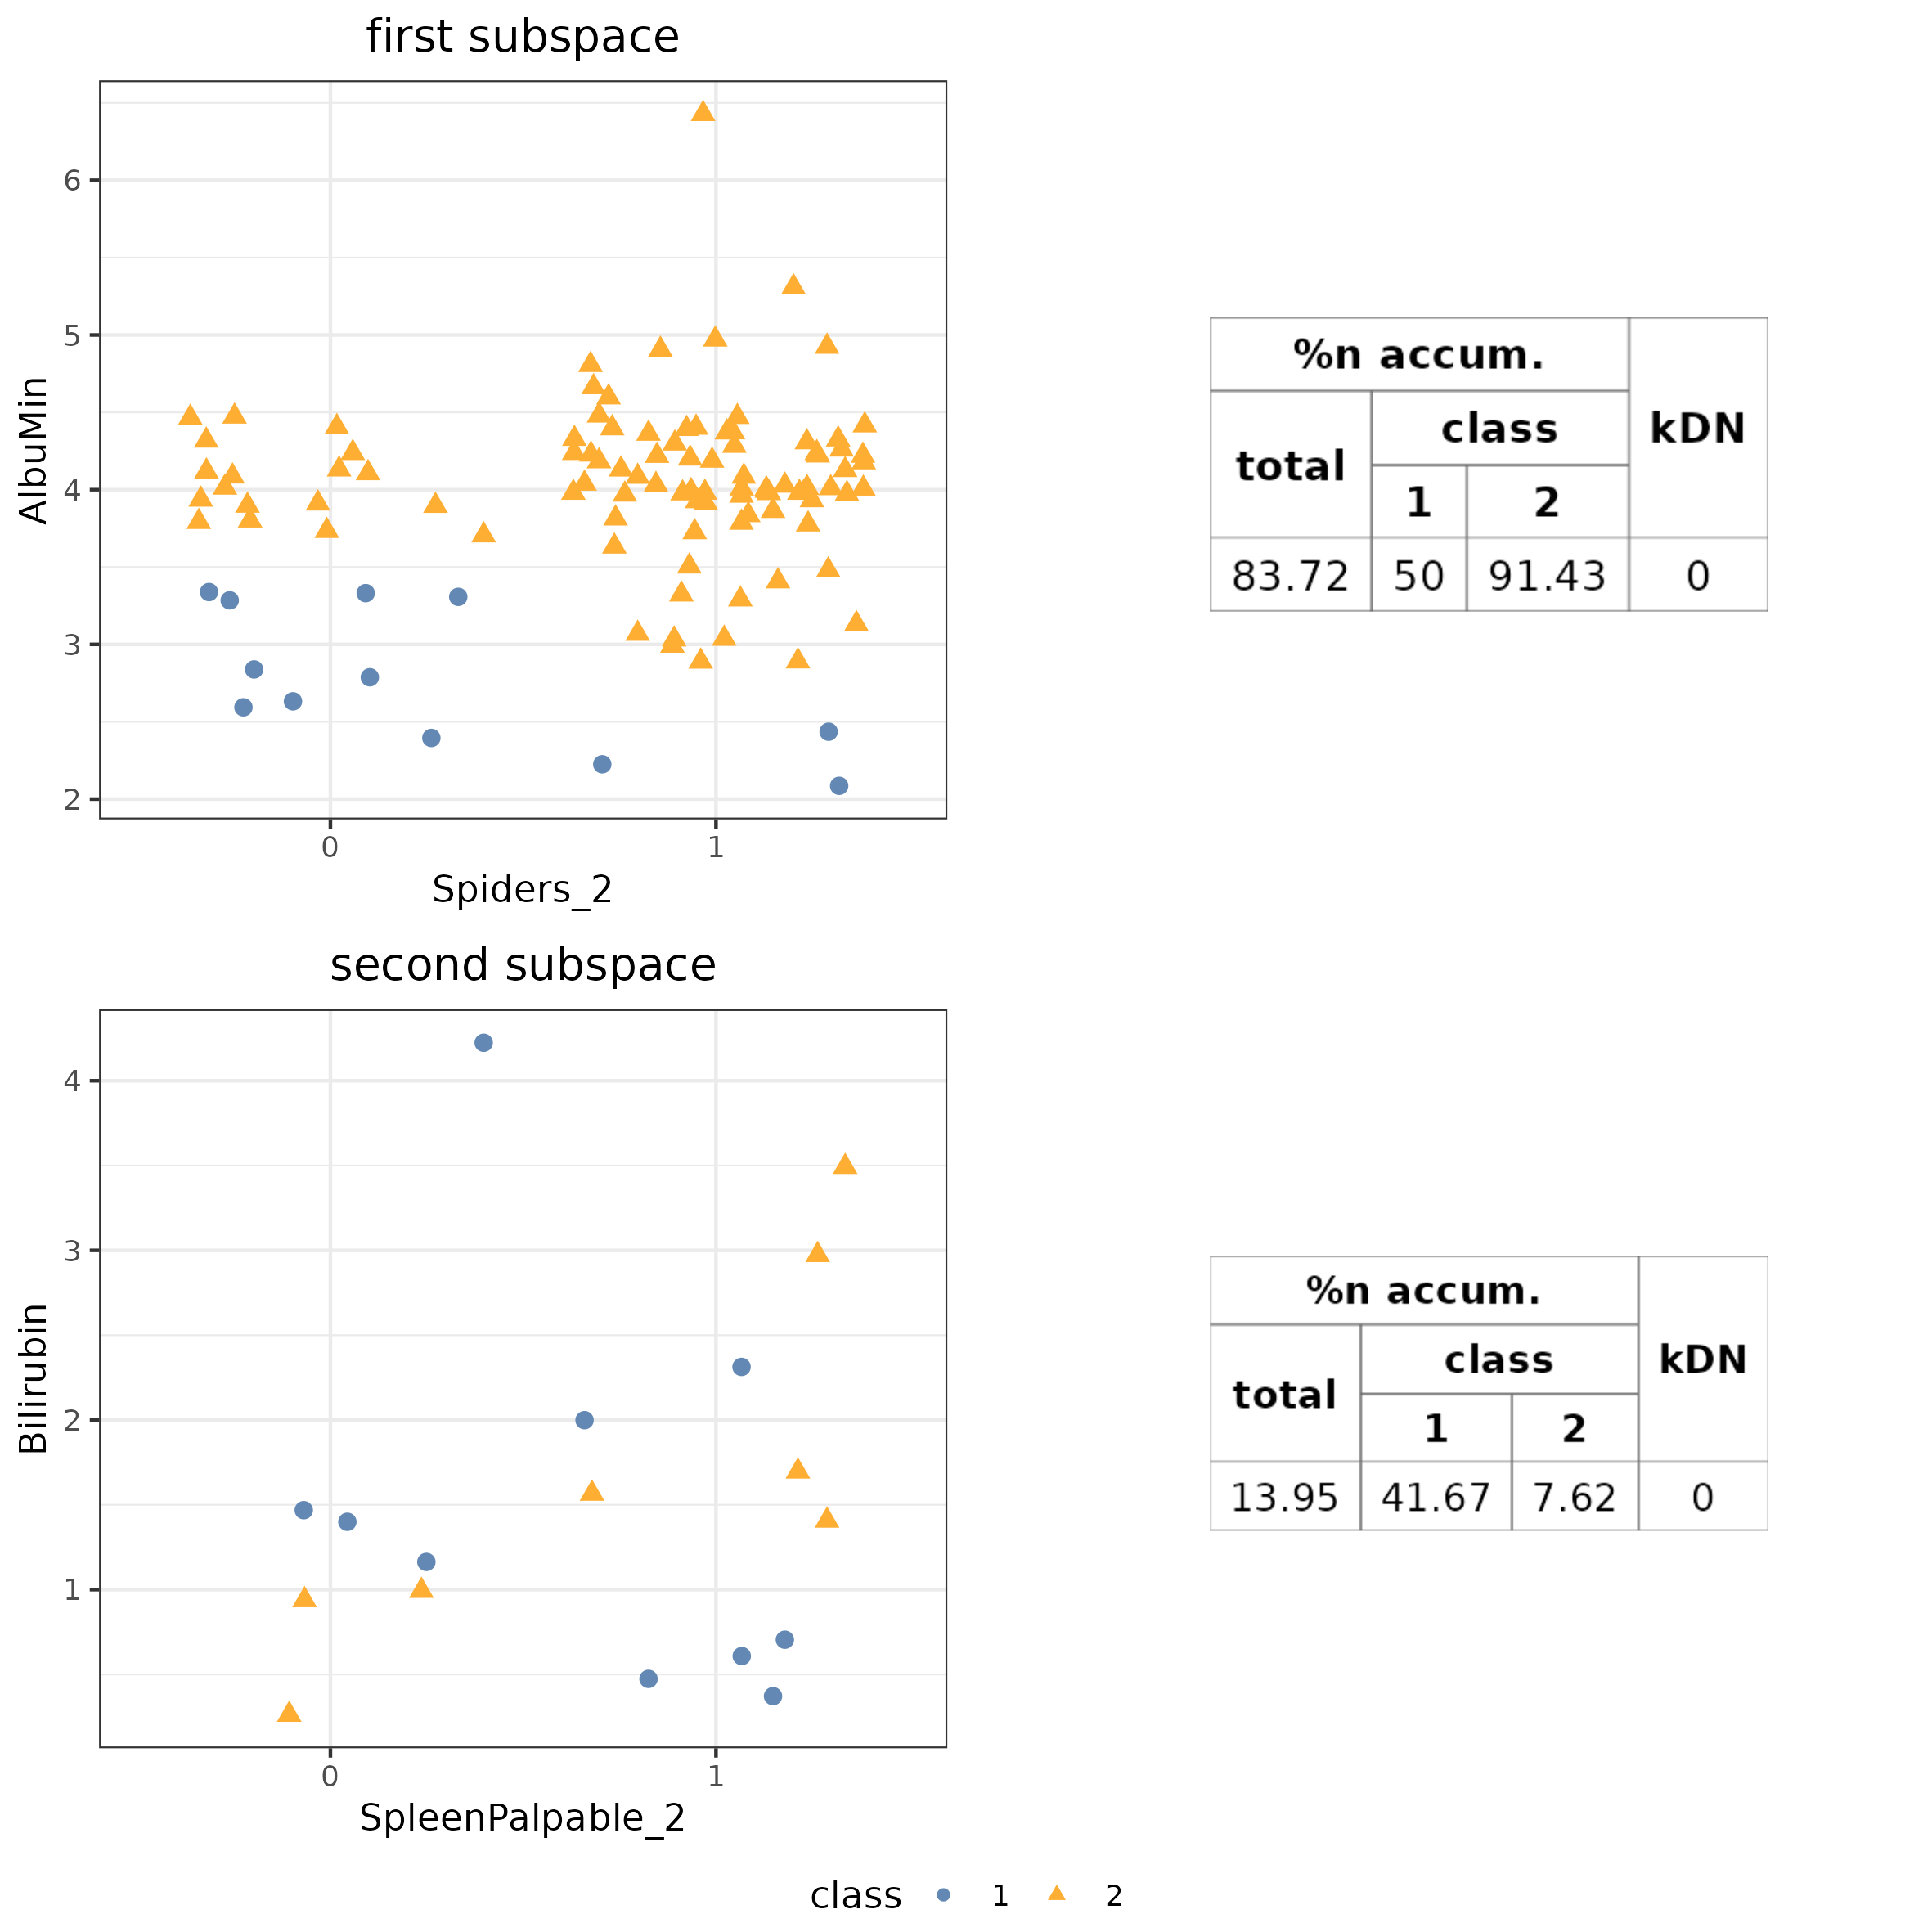 first subspace
AlbuMin
6
5
4
3
2
0 1
Spiders_2
%n accum.
kDN
class
total
1 2
83.72 50 91.43 0
second subspace
Bilirubin
4
3
2
1
0 1
SpleenPalpable_2
%n accum.
kDN
class
total
1 2
13.95 41.67 7.62 0
class 1 2